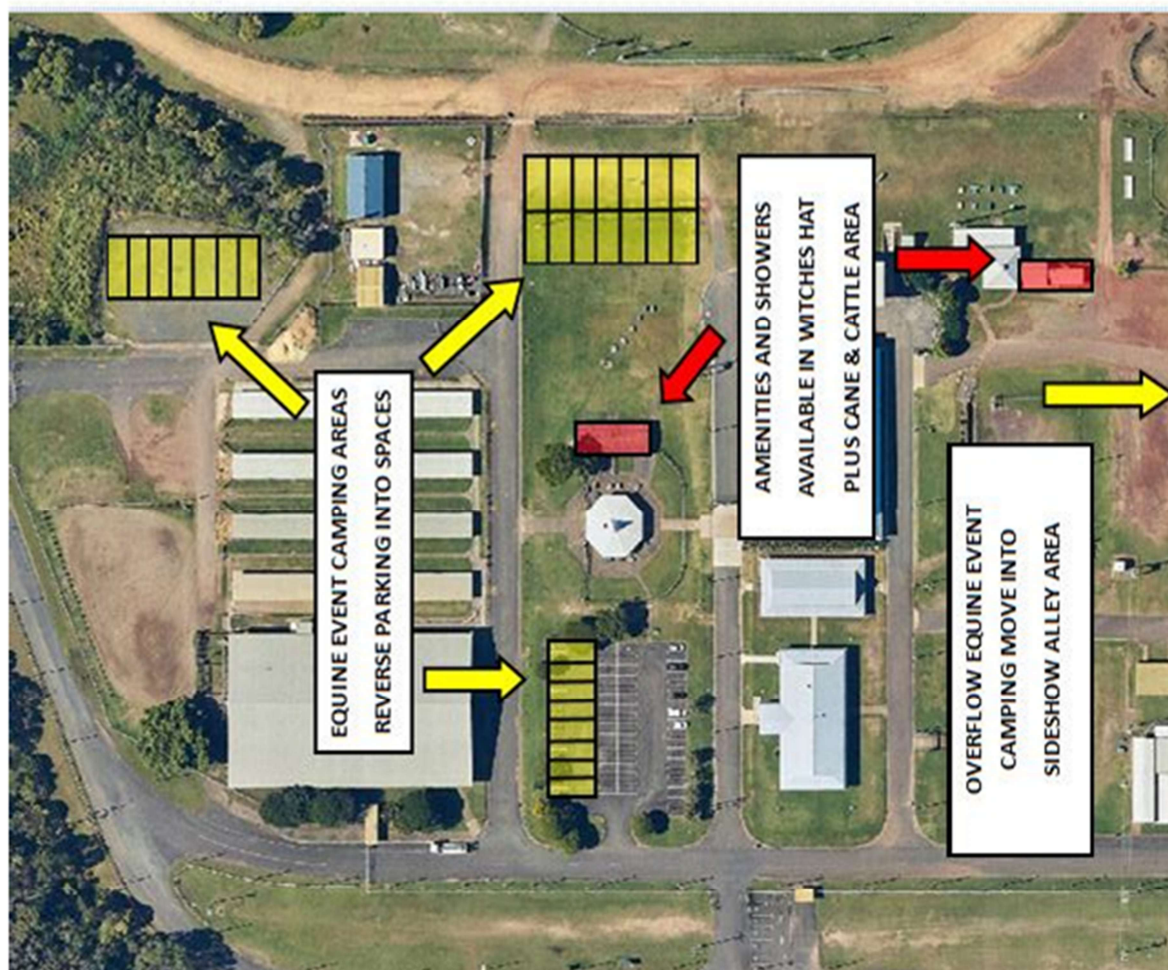 EQUINE EVENT CAMPING AREAS
REVERSE PARKING INTO SPACES
AMENITIES AND SHOWERS
AVAILABLE IN WITCHES HAT
PLUS CANE & CATTLE AREA
OVERFLOW EQUINE EVENT
CAMPING MOVE INTO
SIDESHOW ALLEY AREA